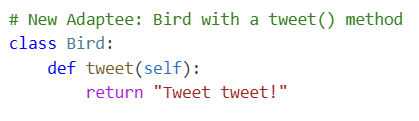 # New Adaptee: Bird with a tweet() method
class Bird:
    def tweet(self):
        return "Tweet tweet!"